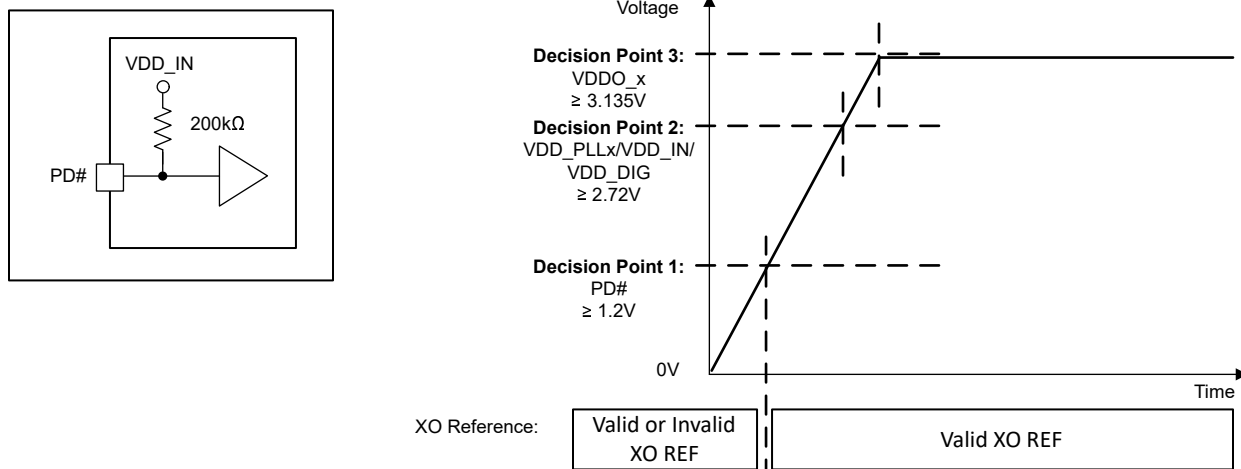 VDD_IN
200kΩ
PD#
Voltage
Decision Point 3:
VDDO_x
≥ 3.135V
Decision Point 2:
VDD_PLLx/VDD_IN/
VDD_DIG
≥ 2.72V
Decision Point 1:
PD#
≥ 1.2V
0V
Time
XO Reference:
Valid or Invalid
XO REF
Valid XO REF